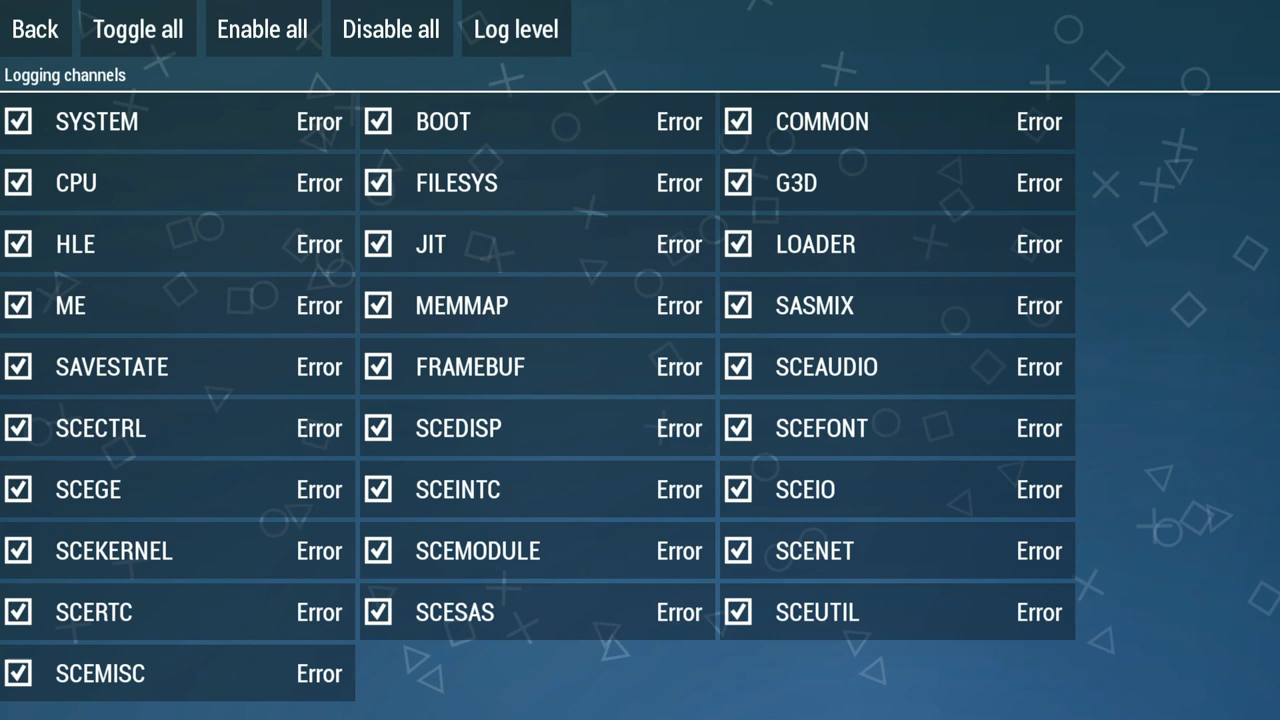 Back Toggle all Enable all Disable all Log level
Logging channels
SYSTEM Error BOOT Error COMMON Error
CPU Error FILESYS Error G3D Error
HLE Error JIT Error LOADER Error
ME Error MEMMAP Error SASMIX Error
SAVESTATE Error FRAMEBUF Error SCEAUDIO Error
SCECTRL Error SCEDISP Error SCEFONT Error
SCEGE Error SCEINTC Error SCEIO Error
SCEKERNEL Error SCEMODULE Error SCENET Error
SCERTC Error SCESAS Error SCEUTIL Error
SCEMISC Error